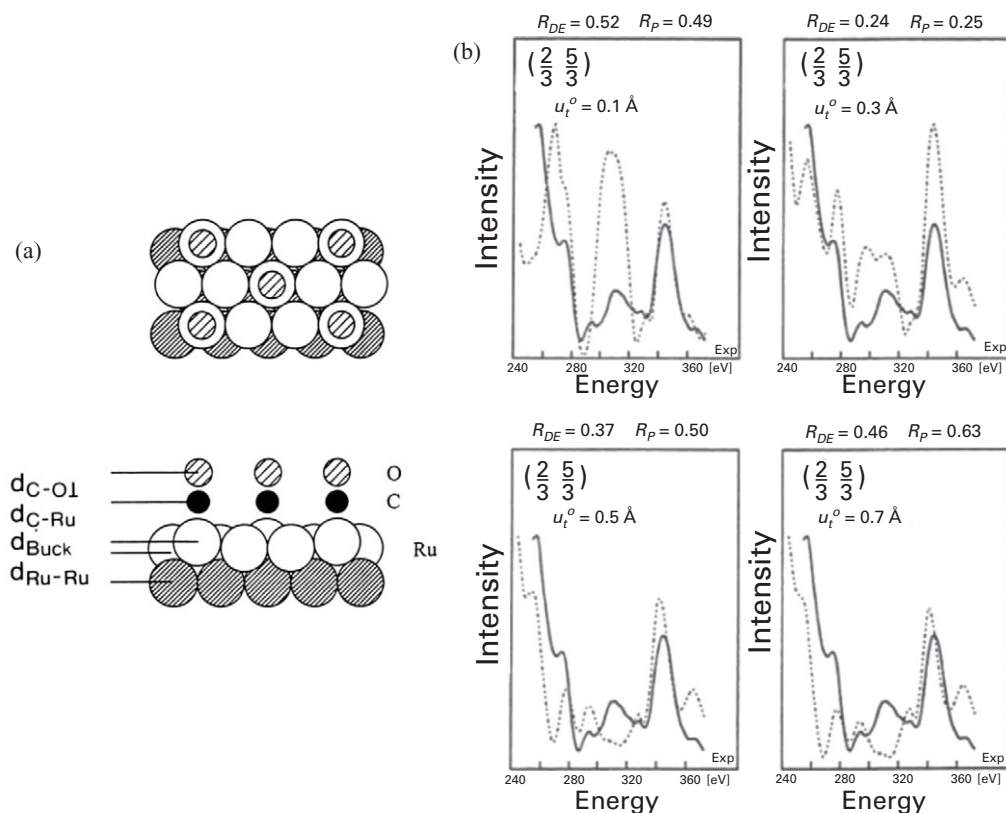 (a)
d_C-O⊥
d_C-Ru
d_Buck
d_Ru-Ru
O
C
Ru
(b)
R_DE = 0.52 R_P = 0.49
(2/3 5/3)
u_t^o = 0.1 Å
Intensity
Exp
240 280 320 360 [eV]
Energy
R_DE = 0.24 R_P = 0.25
(2/3 5/3)
u_t^o = 0.3 Å
Intensity
Exp
240 280 320 360 [eV]
Energy
R_DE = 0.37 R_P = 0.50
(2/3 5/3)
u_t^o = 0.5 Å
Intensity
Exp
240 280 320 360 [eV]
Energy
R_DE = 0.46 R_P = 0.63
(2/3 5/3)
u_t^o = 0.7 Å
Intensity
Exp
240 280 320 360 [eV]
Energy